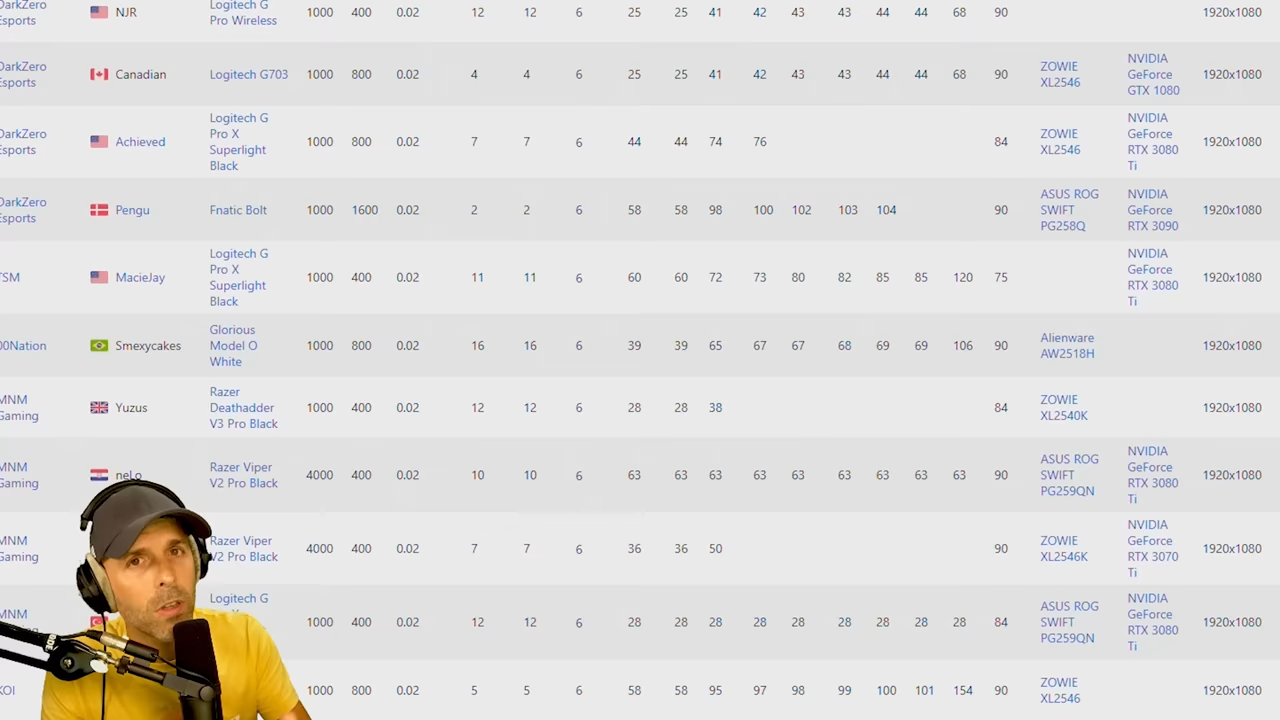 DarkZero Esports NJR Logitech G Pro Wireless 1000 400 0.02 12 12 6 25 25 41 42 43 43 44 44 68 90 1920x1080
DarkZero Esports Canadian Logitech G703 1000 800 0.02 4 4 6 25 25 41 42 43 43 44 44 68 90 ZOWIE XL2546 NVIDIA GeForce GTX 1080 1920x1080
DarkZero Esports Achieved Logitech G Pro X Superlight Black 1000 800 0.02 7 7 6 44 44 74 76 84 ZOWIE XL2546 NVIDIA GeForce RTX 3080 Ti 1920x1080
DarkZero Esports Pengu Fnatic Bolt 1000 1600 0.02 2 2 6 58 58 98 100 102 103 104 90 ASUS ROG SWIFT PG258Q NVIDIA GeForce RTX 3090 1920x1080
TSM MacieJay Logitech G Pro X Superlight Black 1000 400 0.02 11 11 6 60 60 72 73 80 82 85 85 120 75 NVIDIA GeForce RTX 3080 Ti 1920x1080
00Nation Smexycakes Glorious Model O White 1000 800 0.02 16 16 6 39 39 65 67 67 68 69 69 106 90 Alienware AW2518H 1920x1080
MNM Gaming Yuzus Razer Deathadder V3 Pro Black 1000 400 0.02 12 12 6 28 28 38 84 ZOWIE XL2540K 1920x1080
MNM Gaming neLo Razer Viper V2 Pro Black 4000 400 0.02 10 10 6 63 63 63 63 63 63 63 63 63 90 ASUS ROG SWIFT PG259QN NVIDIA GeForce RTX 3080 Ti 1920x1080
MNM Gaming Razer Viper V2 Pro Black 4000 400 0.02 7 7 6 36 36 50 90 ZOWIE XL2546K NVIDIA GeForce RTX 3070 Ti 1920x1080
MNM Logitech G 1000 400 0.02 12 12 6 28 28 28 28 28 28 28 28 28 84 ASUS ROG SWIFT PG259QN NVIDIA GeForce RTX 3080 Ti 1920x1080
KOI 1000 800 0.02 5 5 6 58 58 95 97 98 99 100 101 154 90 ZOWIE XL2546 1920x1080